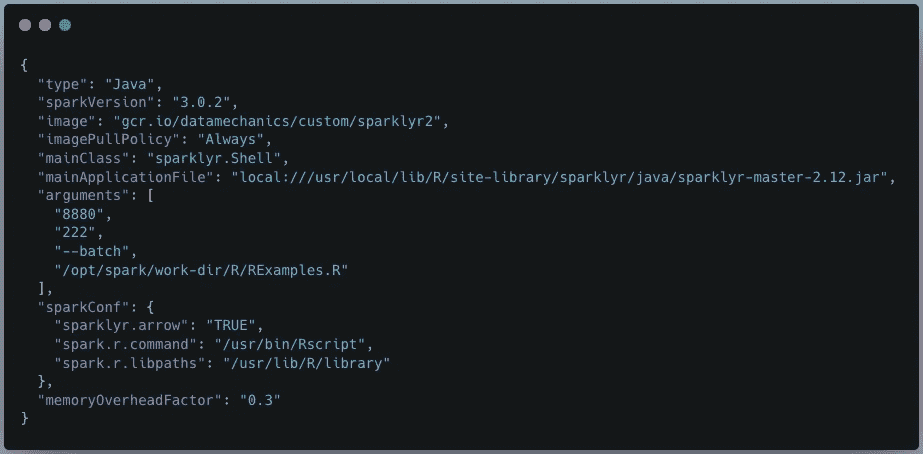 {
  "type": "Java",
  "sparkVersion": "3.0.2",
  "image": "gcr.io/datamechanics/custom/sparklyr2",
  "imagePullPolicy": "Always",
  "mainClass": "sparklyr.Shell",
  "mainApplicationFile": "local:///usr/local/lib/R/site-library/sparklyr/java/sparklyr-master-2.12.jar",
  "arguments": [
    "8880",
    "222",
    "--batch",
    "/opt/spark/work-dir/R/RExamples.R"
  ],
  "sparkConf": {
    "sparklyr.arrow": "TRUE",
    "spark.r.command": "/usr/bin/Rscript",
    "spark.r.libpaths": "/usr/lib/R/library"
  },
  "memoryOverheadFactor": "0.3"
}